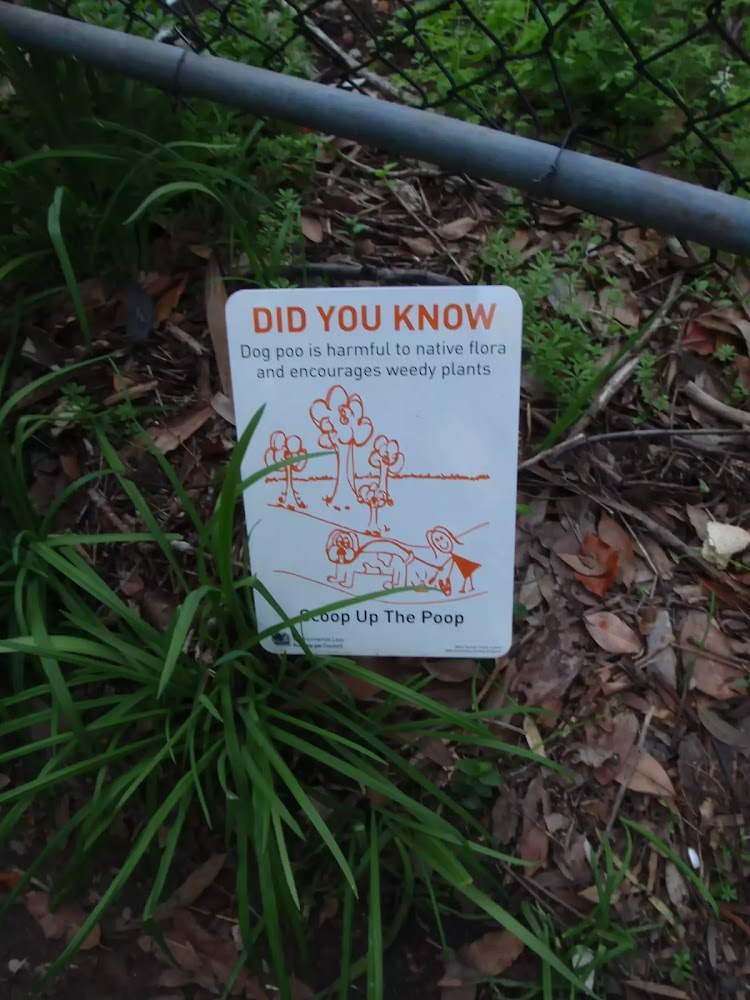 DID YOU KNOW
Dog poo is harmful to native flora
and encourages weedy plants
Scoop Up The Poop